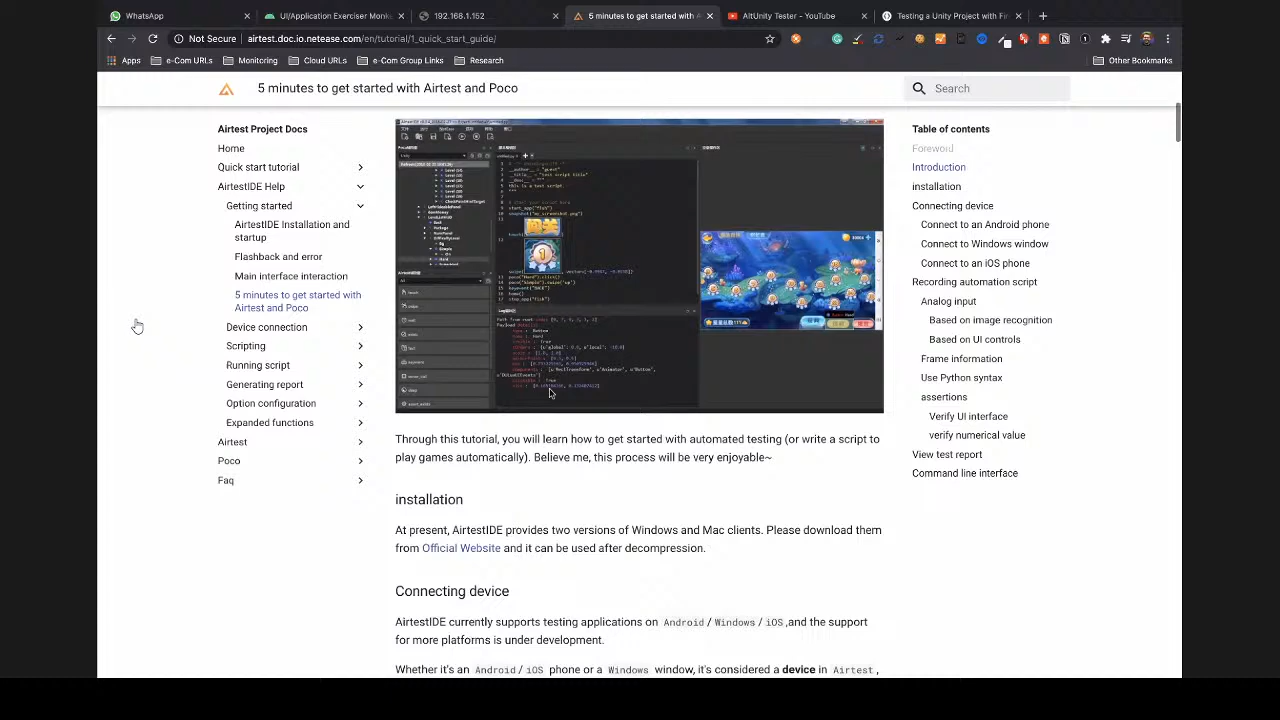 WhatsApp
UI/Application Exerciser Monk
192.168.1.152
5 minutes to get started with A
AltUnity Tester - YouTube
Testing a Unity Project with Fir
Not Secure
airtest.doc.io.netease.com/en/tutorial/1_quick_start_guide/
Apps
e-Com URLs
Monitoring
Cloud URLs
e-Com Group Links
Research
Other Bookmarks
5 minutes to get started with Airtest and Poco
Search
Airtest Project Docs
Home
Quick start tutorial
AirtestIDE Help
Getting started
AirtestIDE Installation and
startup
Flashback and error
Main interface interaction
5 minutes to get started with
Airtest and Poco
Device connection
Scripting
Running script
Generating report
Option configuration
Expanded functions
Airtest
Poco
Faq
Through this tutorial, you will learn how to get started with automated testing (or write a script to
play games automatically). Believe me, this process will be very enjoyable~
installation
At present, AirtestIDE provides two versions of Windows and Mac clients. Please download them
from Official Website and it can be used after decompression.
Connecting device
AirtestIDE currently supports testing applications on Android / Windows / iOS ,and the support
for more platforms is under development.
Whether it's an Android / iOS phone or a Windows window, it's considered a device in Airtest ,
Table of contents
Foreword
Introduction
installation
Connecting device
Connect to an Android phone
Connect to Windows window
Connect to an iOS phone
Recording automation script
Analog input
Based on image recognition
Based on UI controls
Frame information
Use Python syntax
assertions
Verify UI interface
verify numerical value
View test report
Command line interface